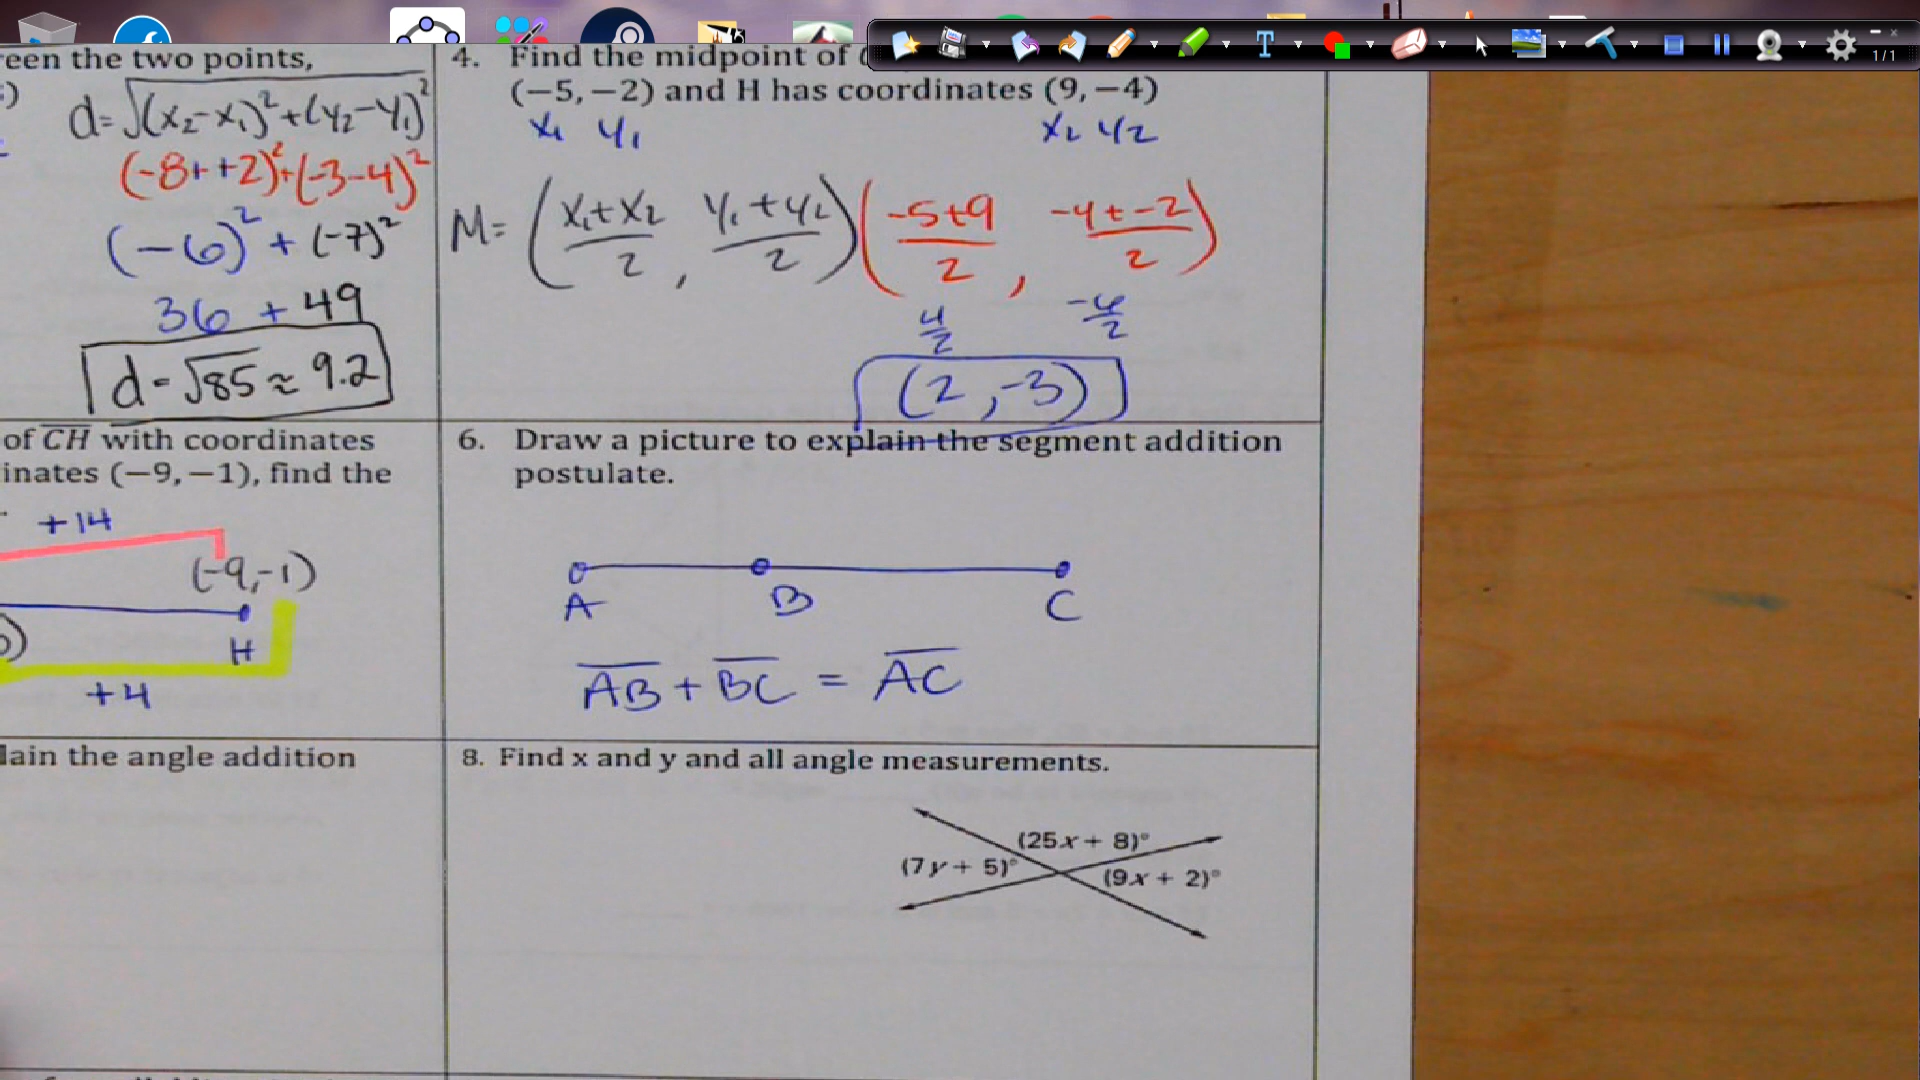 een the two points,
d=√(x₂-x₁)²+(y₂-y₁)²
(-8++2)²+(-3-4)²
(-6)²+(-7)²
36+49
d=√85≈9.2
4. Find the midpoint of
(−5,−2) and H has coordinates (9,−4)
x₁ y₁ x₂ y₂
M=(x₁+x₂/2, y₁+y₂/2)(-5+9/2, -4+-2/2)
4/2 -6/2
(2,-3)
of CH with coordinates
inates (−9,−1), find the
+14
(-9,-1)
H
+4
6. Draw a picture to explain the segment addition
postulate.
A B C
AB+BC=AC
lain the angle addition
8. Find x and y and all angle measurements.
(25x + 8)°
(7y + 5)°
(9x + 2)°
T
1/1